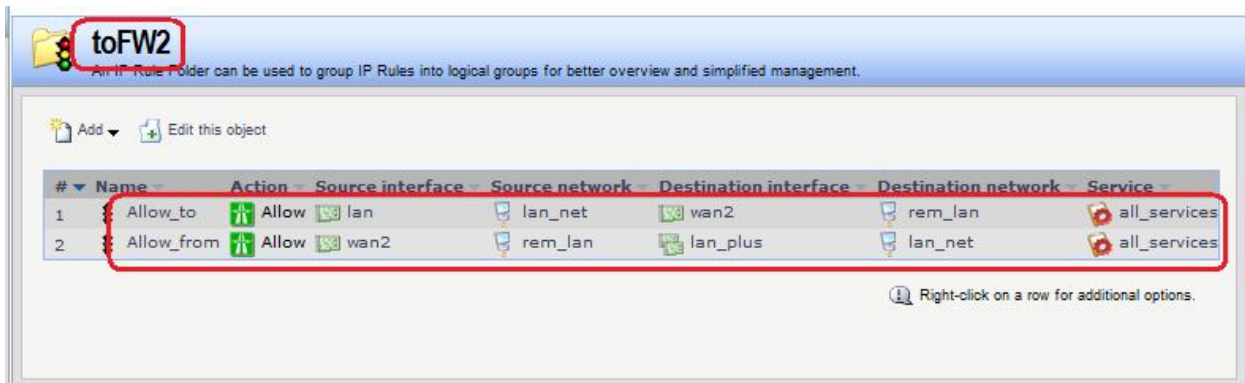 toFW2
An IP Rule Folder can be used to group IP Rules into logical groups for better overview and simplified management.
Add Edit this object
# Name Action Source interface Source network Destination interface Destination network Service
1 Allow_to Allow lan lan_net wan2 rem_lan all_services
2 Allow_from Allow wan2 rem_lan lan_plus lan_net all_services
Right-click on a row for additional options.